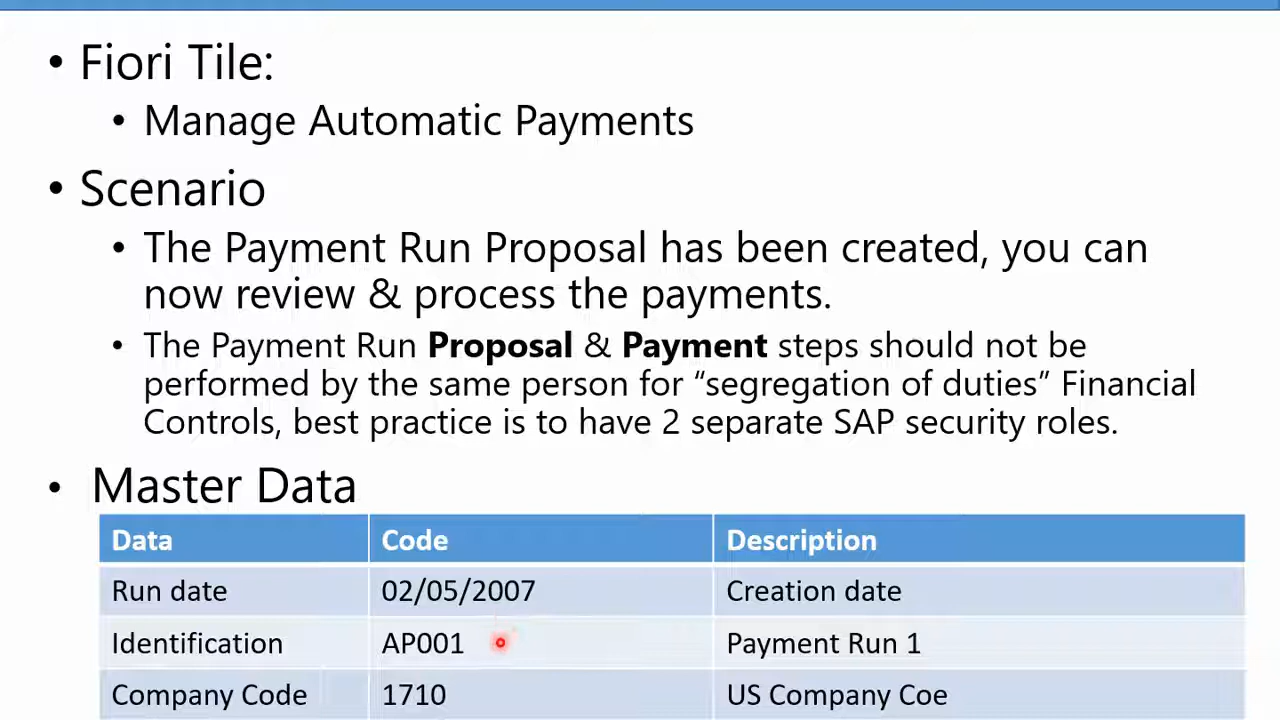 • Fiori Tile:
• Manage Automatic Payments
• Scenario
• The Payment Run Proposal has been created, you can
now review & process the payments.
• The Payment Run Proposal & Payment steps should not be
performed by the same person for “segregation of duties” Financial
Controls, best practice is to have 2 separate SAP security roles.
• Master Data
Data Code Description
Run date 02/05/2007 Creation date
Identification AP001 Payment Run 1
Company Code 1710 US Company Coe